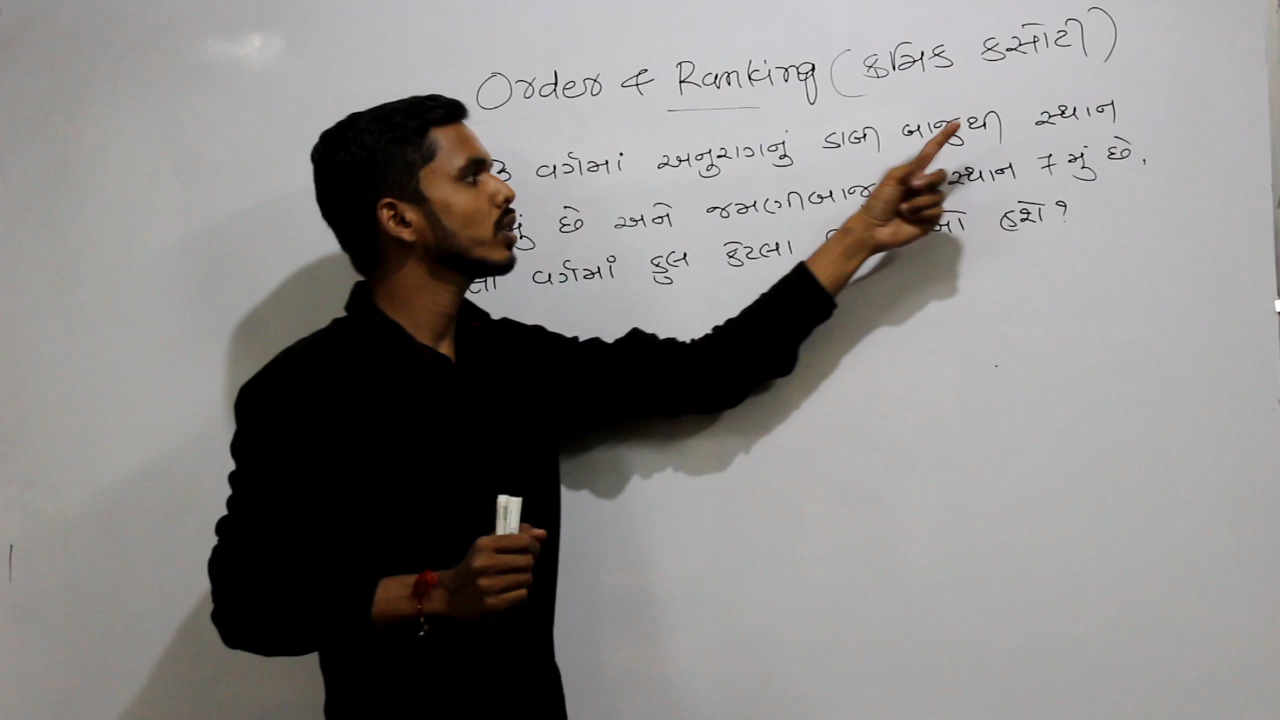 Order & Ranking (ક્રમિક કસોટી)
વર્ગમાં અનુરાગનું ડાબી બાજુથી સ્થાન
છે અને જમણીબાજુ સ્થાન 7 મું છે.
વર્ગમાં કુલ કેટલા હશે?